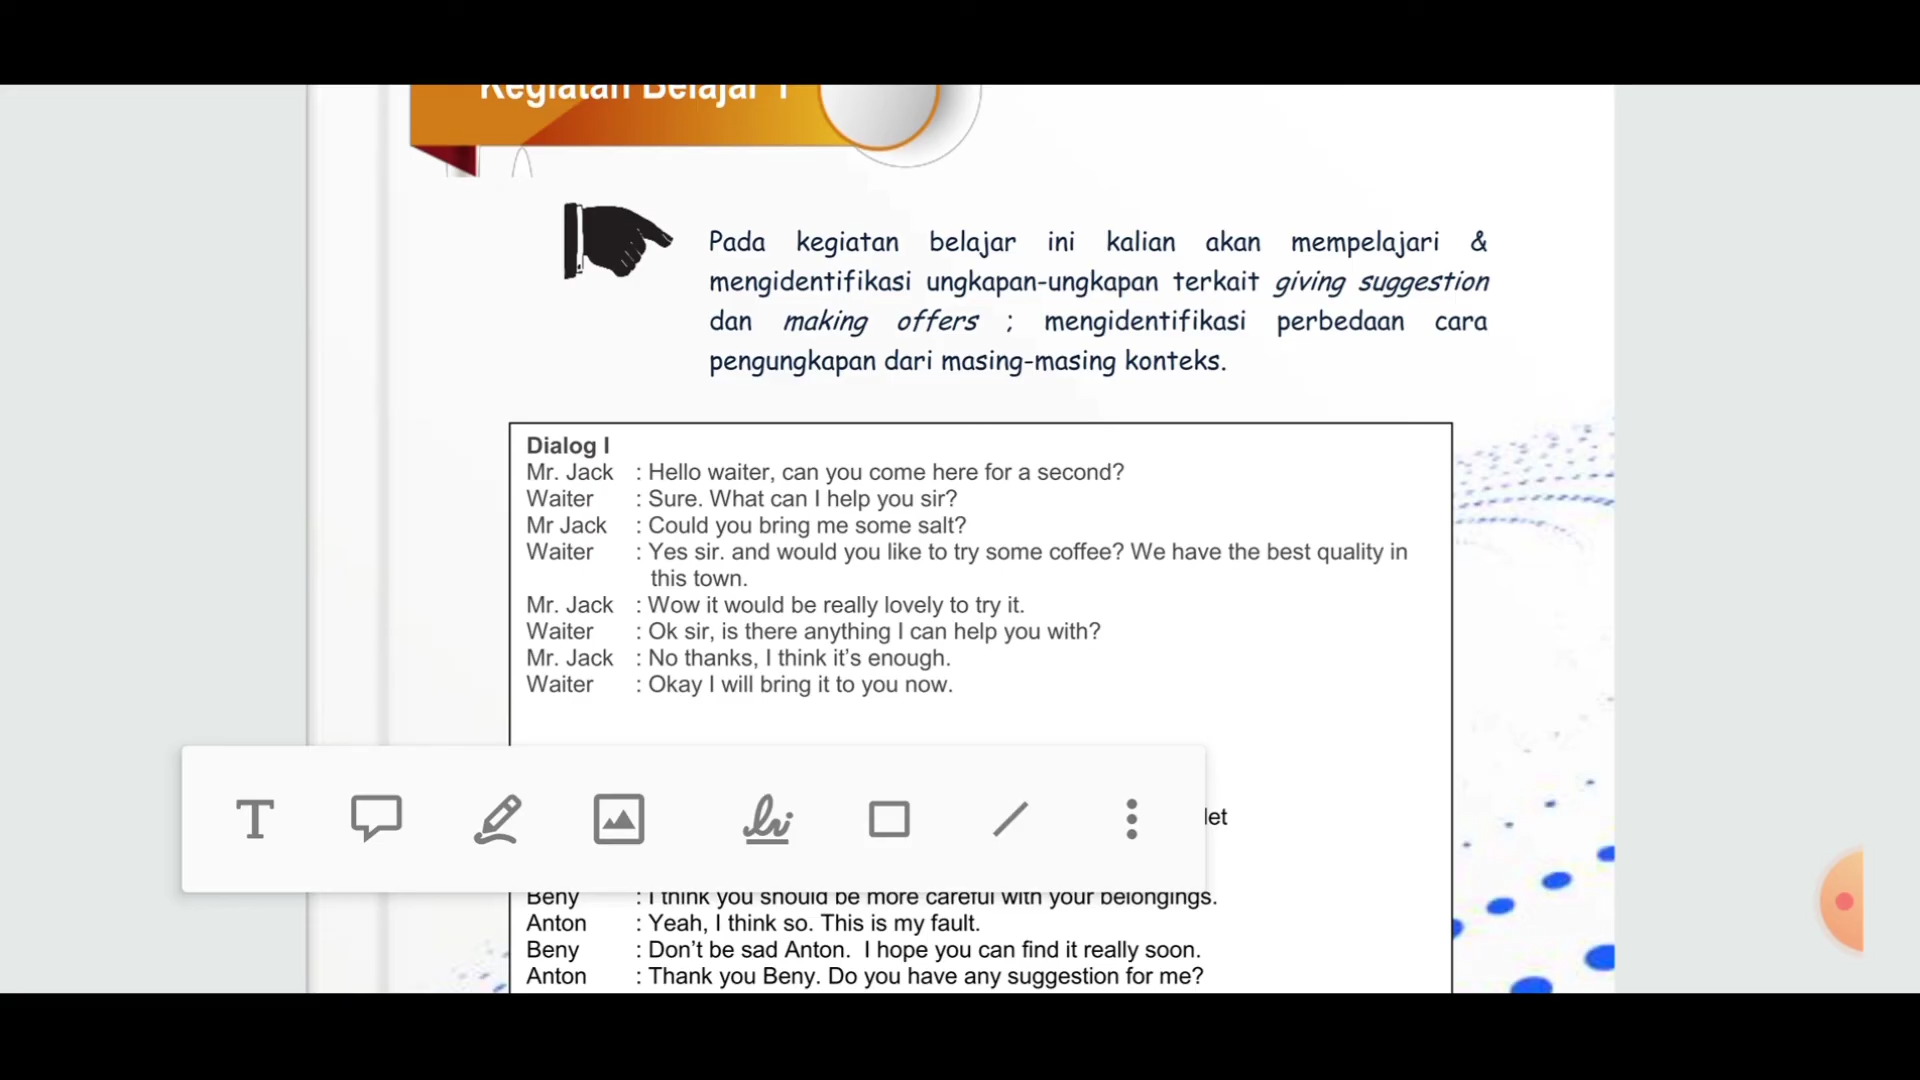 Kegiatan Belajar 1
Pada kegiatan belajar ini kalian akan mempelajari &
mengidentifikasi ungkapan-ungkapan terkait giving suggestion
dan making offers ; mengidentifikasi perbedaan cara
pengungkapan dari masing-masing konteks.
Dialog I
Mr. Jack : Hello waiter, can you come here for a second?
Waiter : Sure. What can I help you sir?
Mr Jack : Could you bring me some salt?
Waiter : Yes sir. and would you like to try some coffee? We have the best quality in
this town.
Mr. Jack : Wow it would be really lovely to try it.
Waiter : Ok sir, is there anything I can help you with?
Mr. Jack : No thanks, I think it’s enough.
Waiter : Okay I will bring it to you now.
T
Beny : I think you should be more careful with your belongings.
Anton : Yeah, I think so. This is my fault.
Beny : Don’t be sad Anton.  I hope you can find it really soon.
Anton : Thank you Beny. Do you have any suggestion for me?